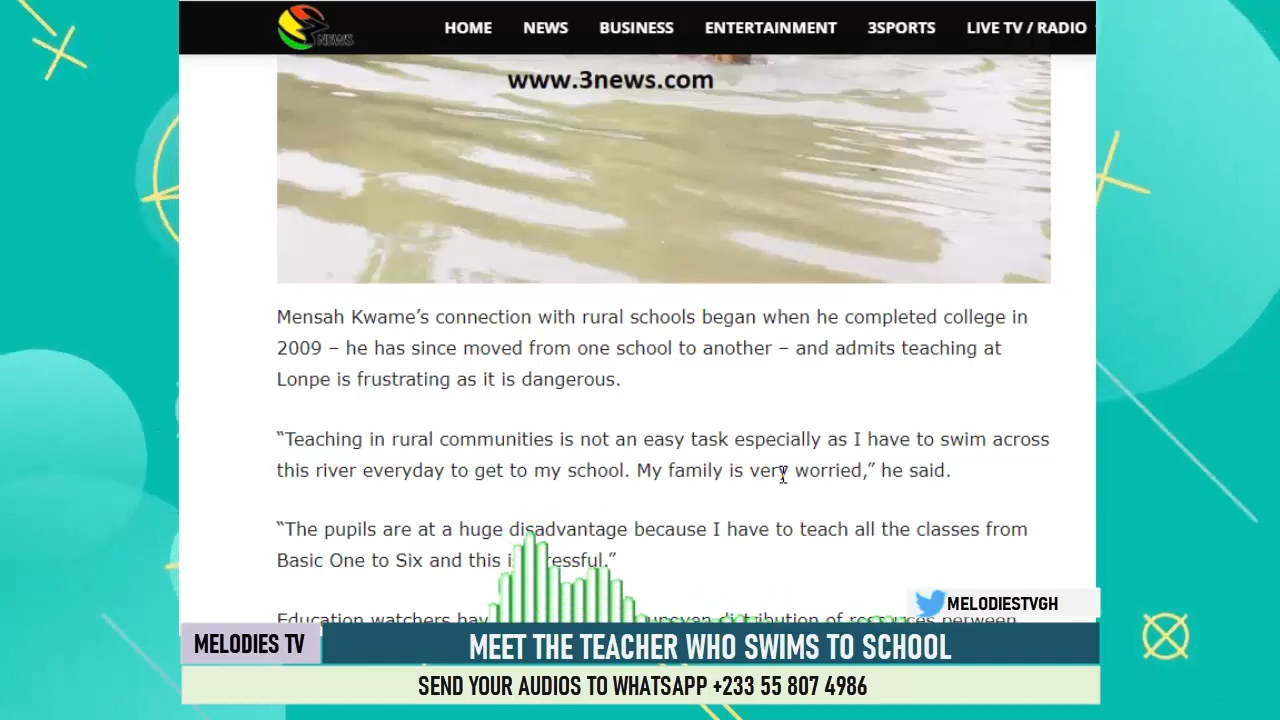 3NEWS
HOME NEWS BUSINESS ENTERTAINMENT 3SPORTS LIVE TV / RADIO
www.3news.com
Mensah Kwame’s connection with rural schools began when he completed college in
2009 – he has since moved from one school to another – and admits teaching at
Lonpe is frustrating as it is dangerous.
“Teaching in rural communities is not an easy task especially as I have to swim across
this river everyday to get to my school. My family is very worried,” he said.
“The pupils are at a huge disadvantage because I have to teach all the classes from
Basic One to Six and this
Education watchers distribution of between
MELODIESTVGH
MELODIES TV
MEET THE TEACHER WHO SWIMS TO SCHOOL
SEND YOUR AUDIOS TO WHATSAPP +233 55 807 4986